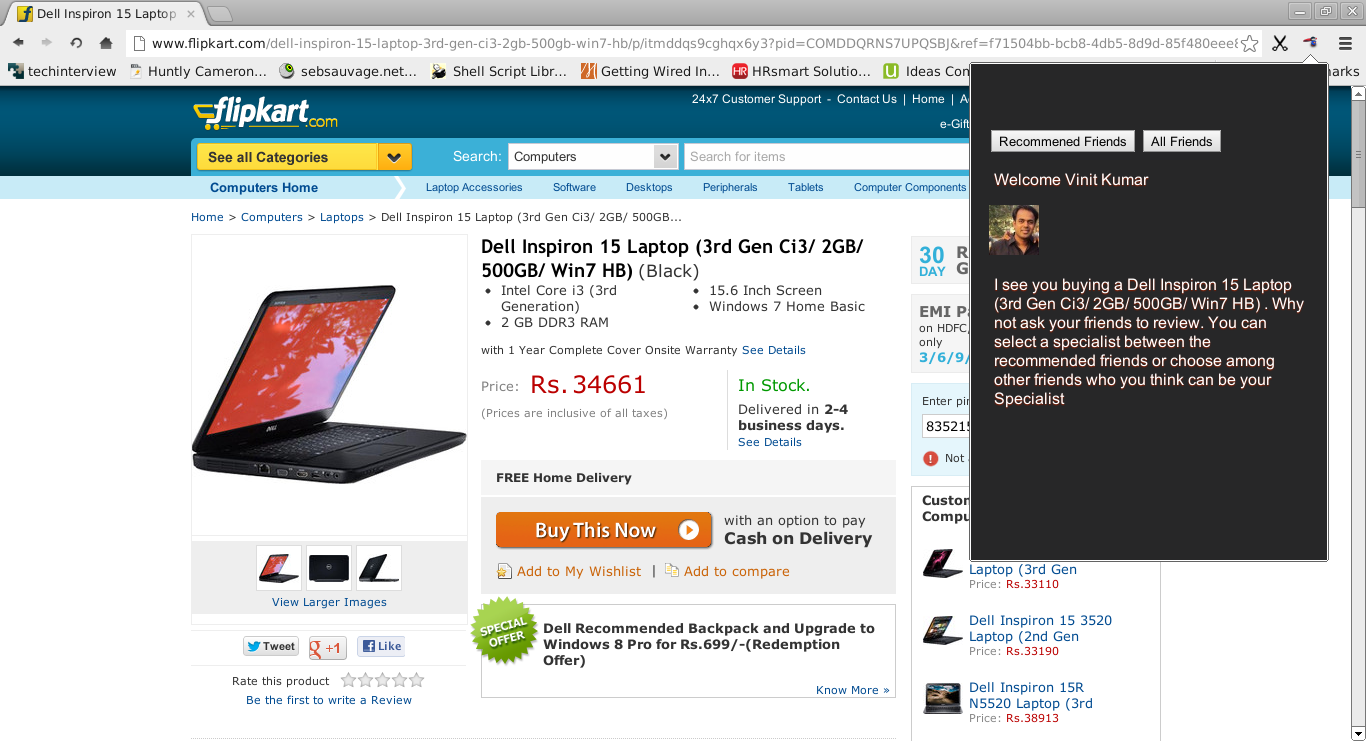 Dell Inspiron 15 Laptop
www.flipkart.com/dell-inspiron-15-laptop-3rd-gen-ci3-2gb-500gb-win7-hb/p/itmddqs9cghqx6y3?pid=COMDDQRNS7UPQSBJ&ref=f71504bb-bcb8-4db5-8d9d-85f480eee
techinterview
Huntly Cameron...
sebsauvage.net...
Shell Script Libr...
Getting Wired In...
HRsmart Solutio...
Ideas Con
marks
flipkart.com
24x7 Customer Support - Contact Us | Home | A
e-Gift
See all Categories
Search:
Computers
Search for items
Computers Home
Laptop Accessories
Software
Desktops
Peripherals
Tablets
Computer Components
Home > Computers > Laptops > Dell Inspiron 15 Laptop (3rd Gen Ci3/ 2GB/ 500GB...
Dell Inspiron 15 Laptop (3rd Gen Ci3/ 2GB/
500GB/ Win7 HB) (Black)
Intel Core i3 (3rd
Generation)
2 GB DDR3 RAM
15.6 Inch Screen
Windows 7 Home Basic
with 1 Year Complete Cover Onsite Warranty See Details
Price: Rs. 34661
(Prices are inclusive of all taxes)
In Stock.
Delivered in 2-4
business days.
See Details
FREE Home Delivery
Buy This Now
with an option to pay
Cash on Delivery
Add to My Wishlist | Add to compare
SPECIAL
OFFER
Dell Recommended Backpack and Upgrade to
Windows 8 Pro for Rs.699/-(Redemption
Offer)
Know More »
DELL
View Larger Images
Tweet
g +1
Like
Rate this product
Be the first to write a Review
30
DAY
R
G
EMI Pa
on HDFC,
only
3/6/9/
Enter pin
835215
Not
Custom
Compu
Laptop (3rd Gen
Price: Rs.33110
Dell Inspiron 15 3520
Laptop (2nd Gen
Price: Rs.33190
Dell Inspiron 15R
N5520 Laptop (3rd
Price: Rs.38913
Recommened Friends
All Friends
Welcome Vinit Kumar
I see you buying a Dell Inspiron 15 Laptop
(3rd Gen Ci3/ 2GB/ 500GB/ Win7 HB) . Why
not ask your friends to review. You can
select a specialist between the
recommended friends or choose among
other friends who you think can be your
Specialist